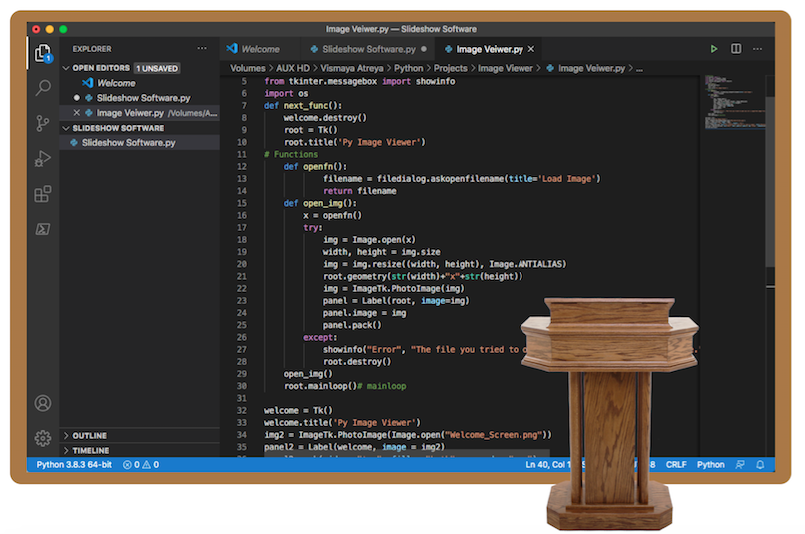 Image Veiwer.py — Slideshow Software
EXPLORER
OPEN EDITORS 1 UNSAVED
Welcome
Slideshow Software.py
Image Veiwer.py /Volumes/A...
SLIDESHOW SOFTWARE
Slideshow Software.py
OUTLINE
TIMELINE
1
Welcome Slideshow Software.py Image Veiwer.py
Volumes > AUX HD > Vismaya Atreya > Python > Projects > Image Viewer > Image Veiwer.py > ...
5 from tkinter.messagebox import showinfo
6 import os
7 def next_func():
8 welcome.destroy()
9 root = Tk()
10 root.title('Py Image Viewer')
11 # Functions
12 def openfn():
13 filename = filedialog.askopenfilename(title='Load Image')
14 return filename
15 def open_img():
16 x = openfn()
17 try:
18 img = Image.open(x)
19 width, height = img.size
20 img = img.resize((width, height), Image.ANTIALIAS)
21 root.geometry(str(width)+"x"+str(height))
22 img = ImageTk.PhotoImage(img)
23 panel = Label(root, image=img)
24 panel.image = img
25 panel.pack()
26 except:
27 showinfo("Error", "The file you tried to
28 root.destroy()
29 open_img()
30 root.mainloop()# mainloop
31
32 welcome = Tk()
33 welcome.title('Py Image Viewer')
34 img2 = ImageTk.PhotoImage(Image.open("Welcome_Screen.png"))
35 panel2 = Label(welcome, image = img2)
36
Python 3.8.3 64-bit 0 0 Ln 40, Col CRLF Python